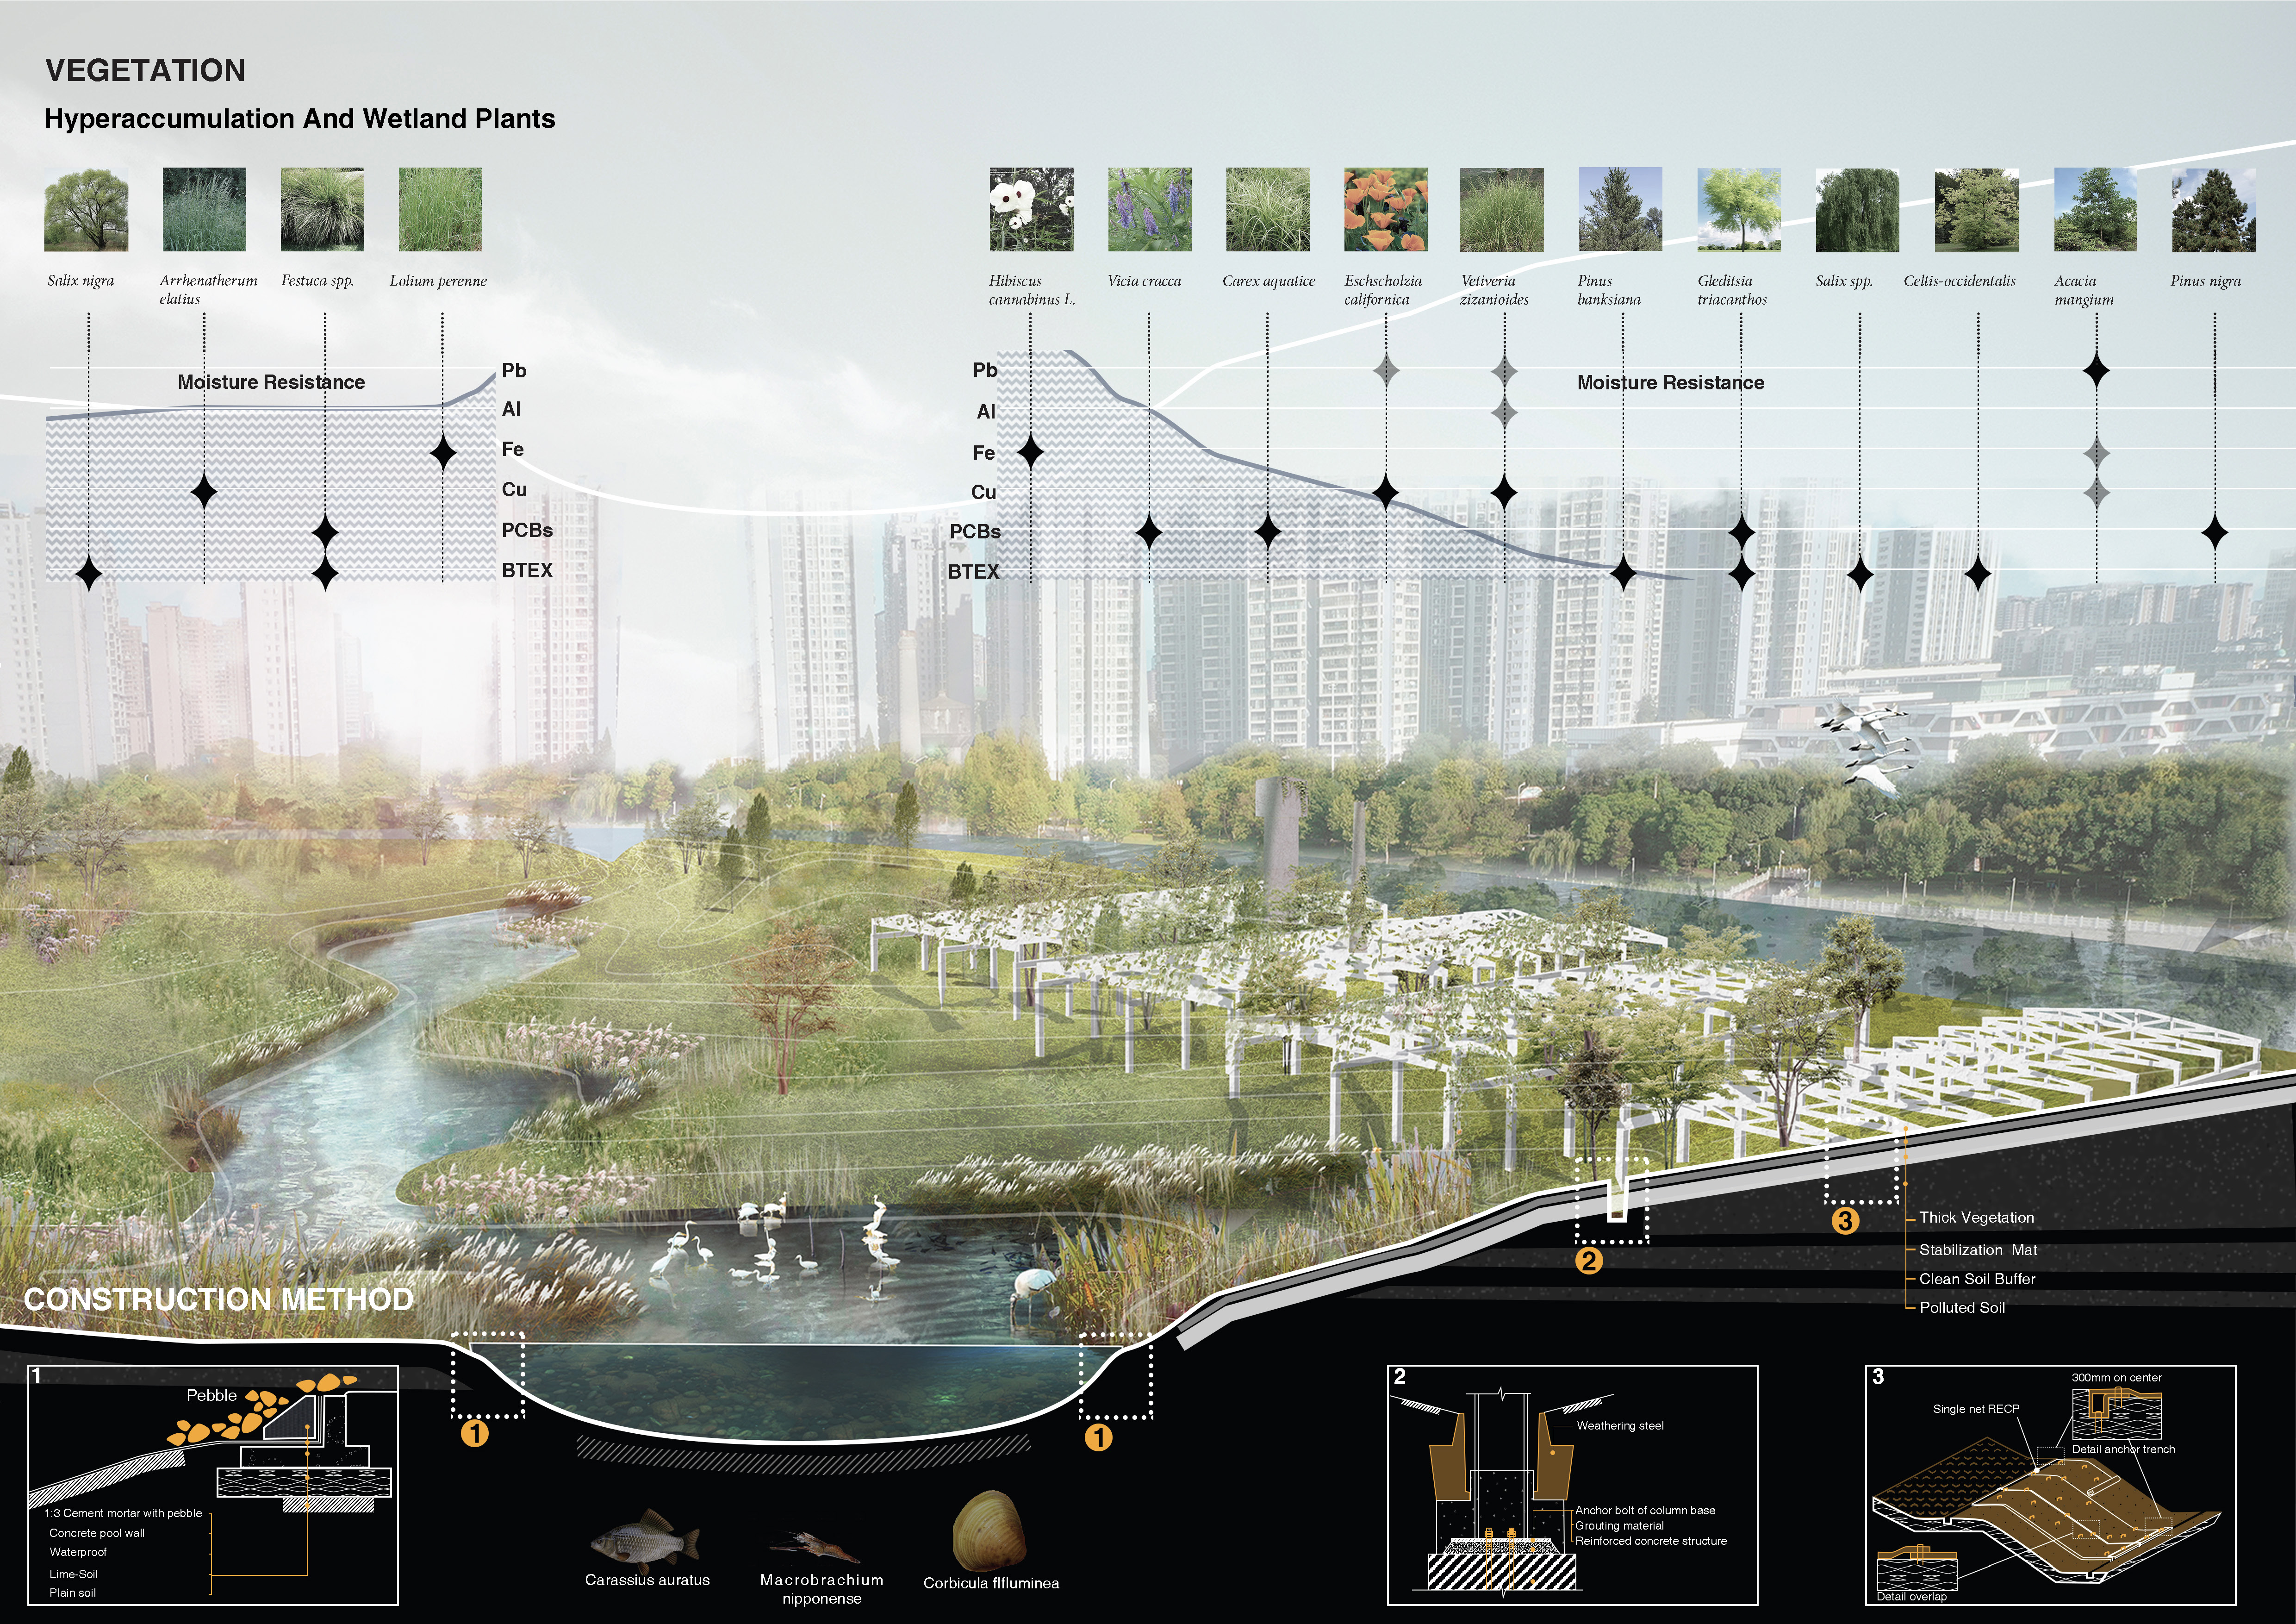 VEGETATION
Hyperaccumulation And Wetland Plants
Salix nigra
Arrhenatherum
elatius
Festuca spp.
Lolium perenne
Hibiscus
cannabinus L.
Vicia cracca
Carex aquatice
Eschscholzia
californica
Vetiveria
zizanioides
Pinus
banksiana
Gleditsia
triacanthos
Salix spp.
Celtis-occidentalis
Acacia
mangium
Pinus nigra
Moisture Resistance
Pb
Al
Fe
Cu
PCBs
BTEX
Pb
Al
Fe
Cu
PCBs
BTEX
Moisture Resistance
CONSTRUCTION METHOD
1
1
2
3
Thick Vegetation
Stabilization Mat
Clean Soil Buffer
Polluted Soil
1
Pebble
1:3 Cement mortar with pebble
Concrete pool wall
Waterproof
Lime-Soil
Plain soil
Carassius auratus
Macrobrachium
nipponense
Corbicula flfluminea
2
Weathering steel
Anchor bolt of column base
Grouting material
Reinforced concrete structure
3
300mm on center
Single net RECP
Detail anchor trench
Detail overlap